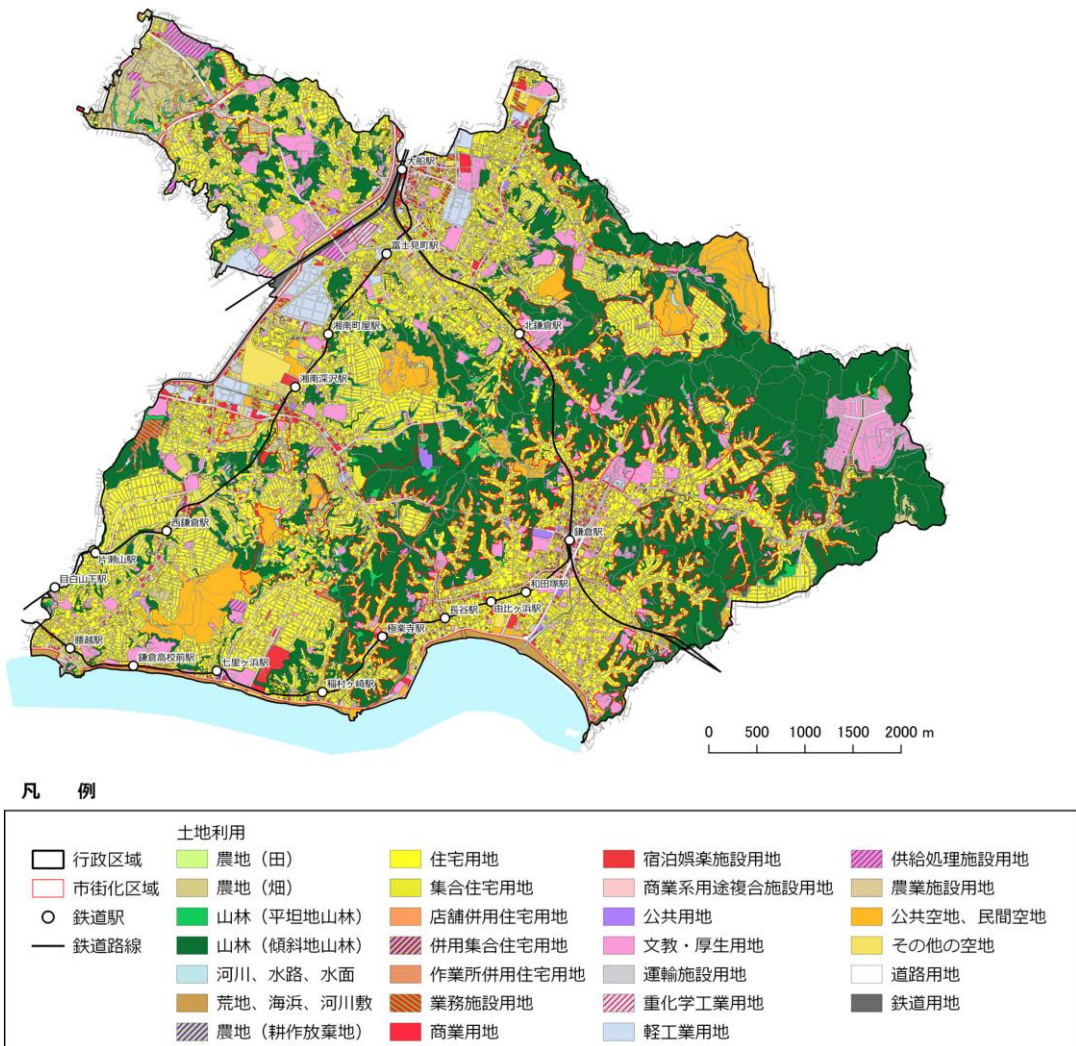 大船駅
富士見町駅
湘南町屋駅
北鎌倉駅
湘南深沢駅
西鎌倉駅
鎌倉駅
片瀬山駅
目白山下駅
和田塚駅
由比ヶ浜駅
長谷駅
極楽寺駅
腰越駅
鎌倉高校前駅
七里ヶ浜駅
稲村ケ崎駅
0 500 1000 1500 2000 m
凡 例
土地利用
行政区域
市街化区域
鉄道駅
鉄道路線
農地（田）
農地（畑）
山林（平坦地山林）
山林（傾斜地山林）
河川、水路、水面
荒地、海浜、河川敷
農地（耕作放棄地）
住宅用地
集合住宅用地
店舗併用住宅用地
併用集合住宅用地
作業所併用住宅用地
業務施設用地
商業用地
宿泊娯楽施設用地
商業系用途複合施設用地
公共用地
文教・厚生用地
運輸施設用地
重化学工業用地
軽工業用地
供給処理施設用地
農業施設用地
公共空地、民間空地
その他の空地
道路用地
鉄道用地